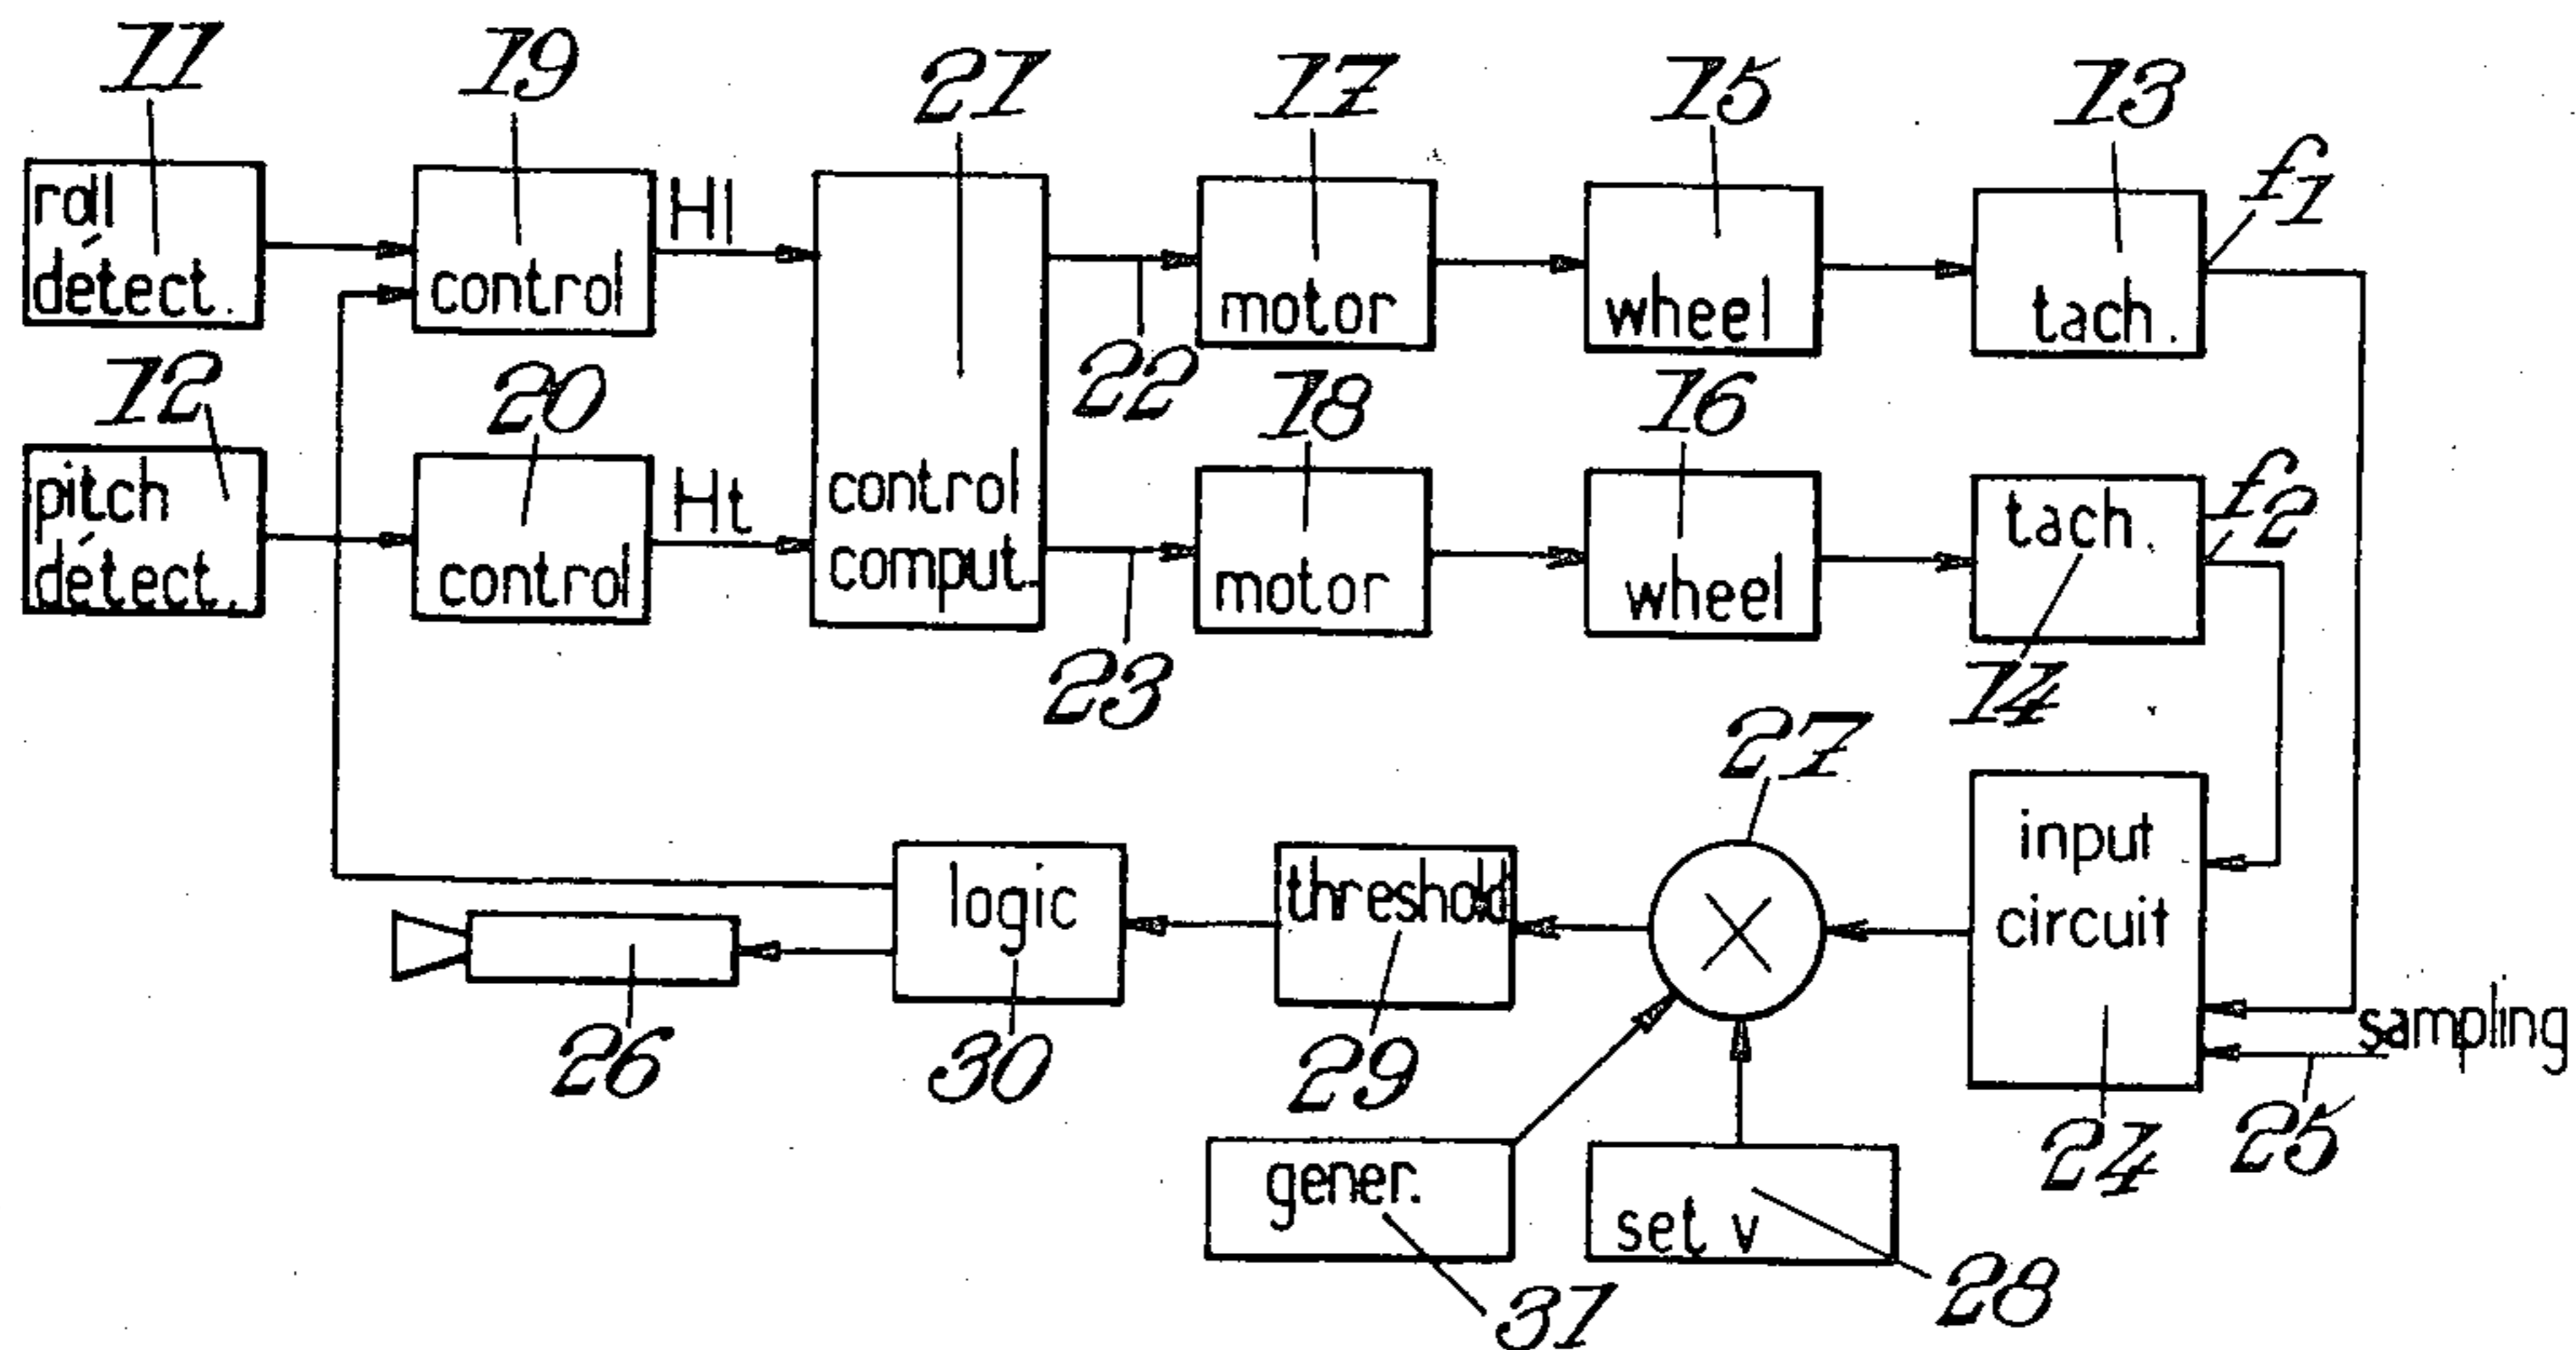 11
19
21
17
15
13
f1
roll
détect.
control
Hl
motor
wheel
tach.
22
12
20
18
16
f2
pitch
détect.
control
Ht
control
comput.
motor
wheel
tach.
23
14
27
input
circuit
logic
threshold
sampling
26
30
29
24
25
gener.
set v
31
28